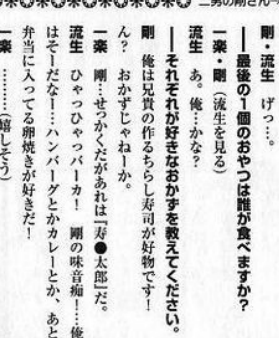 二男の剛さん
剛・流生　げっ…。
――最後の1個のおやつは誰が食べますか？
一楽・剛　（流生を見る）
流生　あ。俺…かな？
――それぞれが好きなおかずを教えてください。
剛　俺は兄貴の作るちらし寿司が好物です！
ん？　おかずじゃねーか。
一楽　剛…せっかくだがあれは『寿●太郎』だ。
流生　ひゃっひゃっバーカ！　剛の味音痴！…俺
はそーだなー…ハンバーグとかカレーとか、あと
弁当に入ってる卵焼きが好きだ！
一楽　…………（嬉しそう）